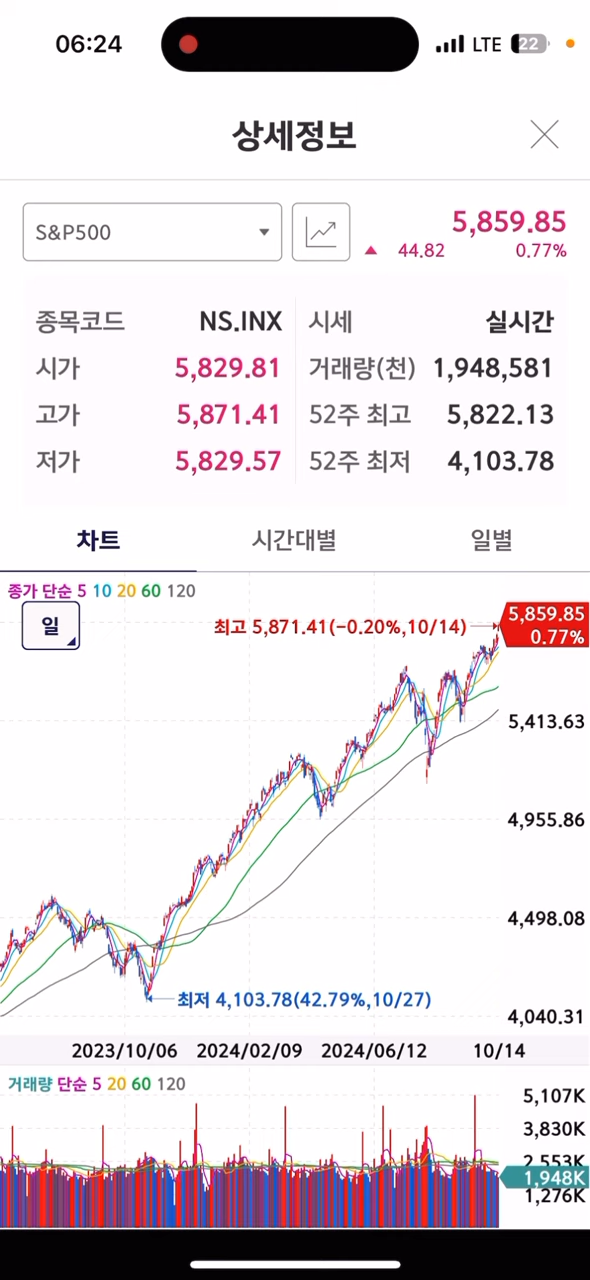 06:24
LTE 22
상세정보
S&P500
5,859.85
▲ 44.82 0.77%
종목코드 NS.INX 시세 실시간
시가 5,829.81 거래량(천) 1,948,581
고가 5,871.41 52주 최고 5,822.13
저가 5,829.57 52주 최저 4,103.78
차트 시간대별 일별
종가 단순 5 10 20 60 120
일
최고 5,871.41(-0.20%,10/14)
5,859.85
0.77%
5,413.63
4,955.86
4,498.08
최저 4,103.78(42.79%,10/27)
4,040.31
2023/10/06 2024/02/09 2024/06/12 10/14
거래량 단순 5 20 60 120
5,107K
3,830K
2,553K
1,948K
1,276K